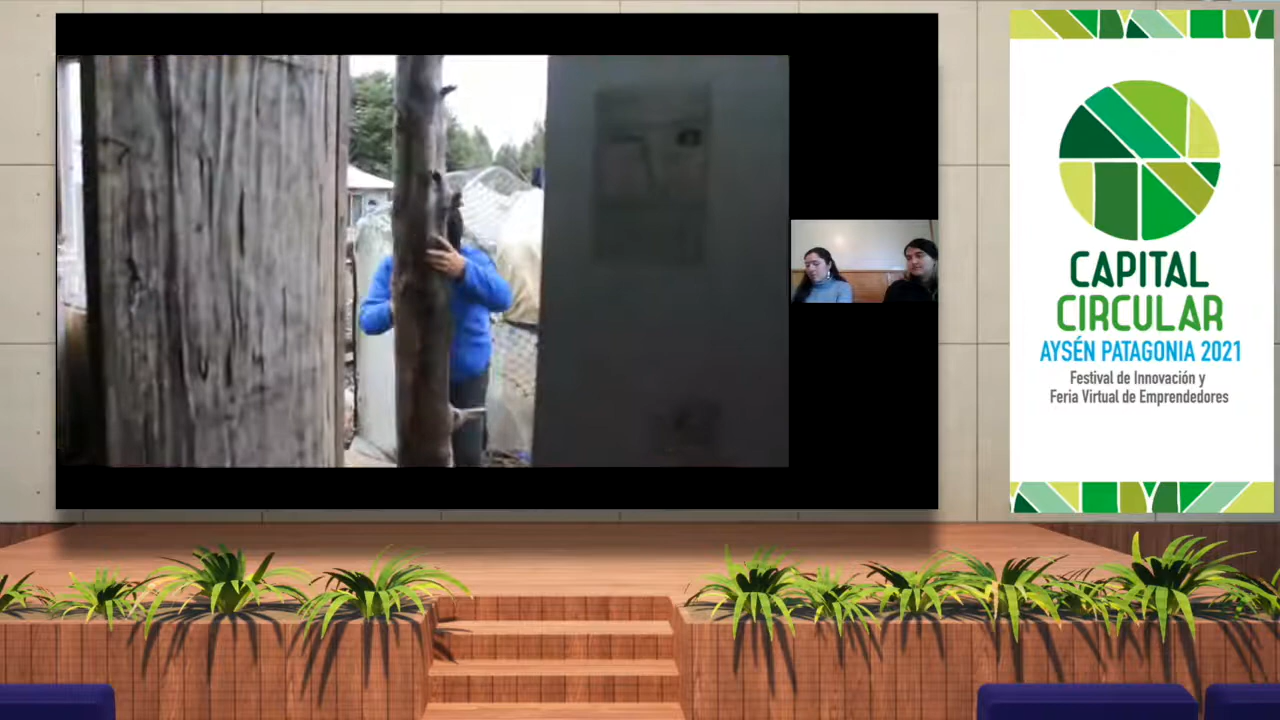 CAPITAL
CIRCULAR
AYSÉN PATAGONIA 2021
Festival de Innovación y
Feria Virtual de Emprendedores